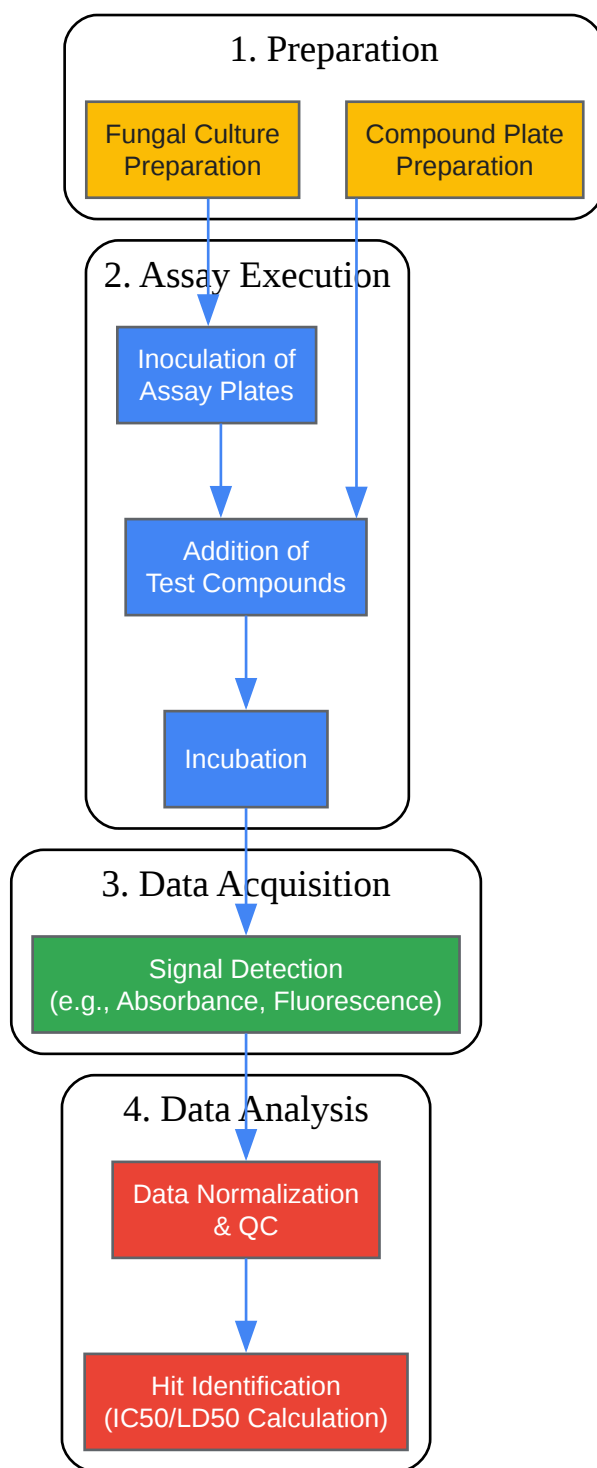 1. Preparation
Fungal Culture
Preparation
Compound Plate
Preparation
2. Assay Execution
Inoculation of
Assay Plates
Addition of
Test Compounds
Incubation
3. Data Acquisition
Signal Detection
(e.g., Absorbance, Fluorescence)
4. Data Analysis
Data Normalization
& QC
Hit Identification
(IC50/LD50 Calculation)